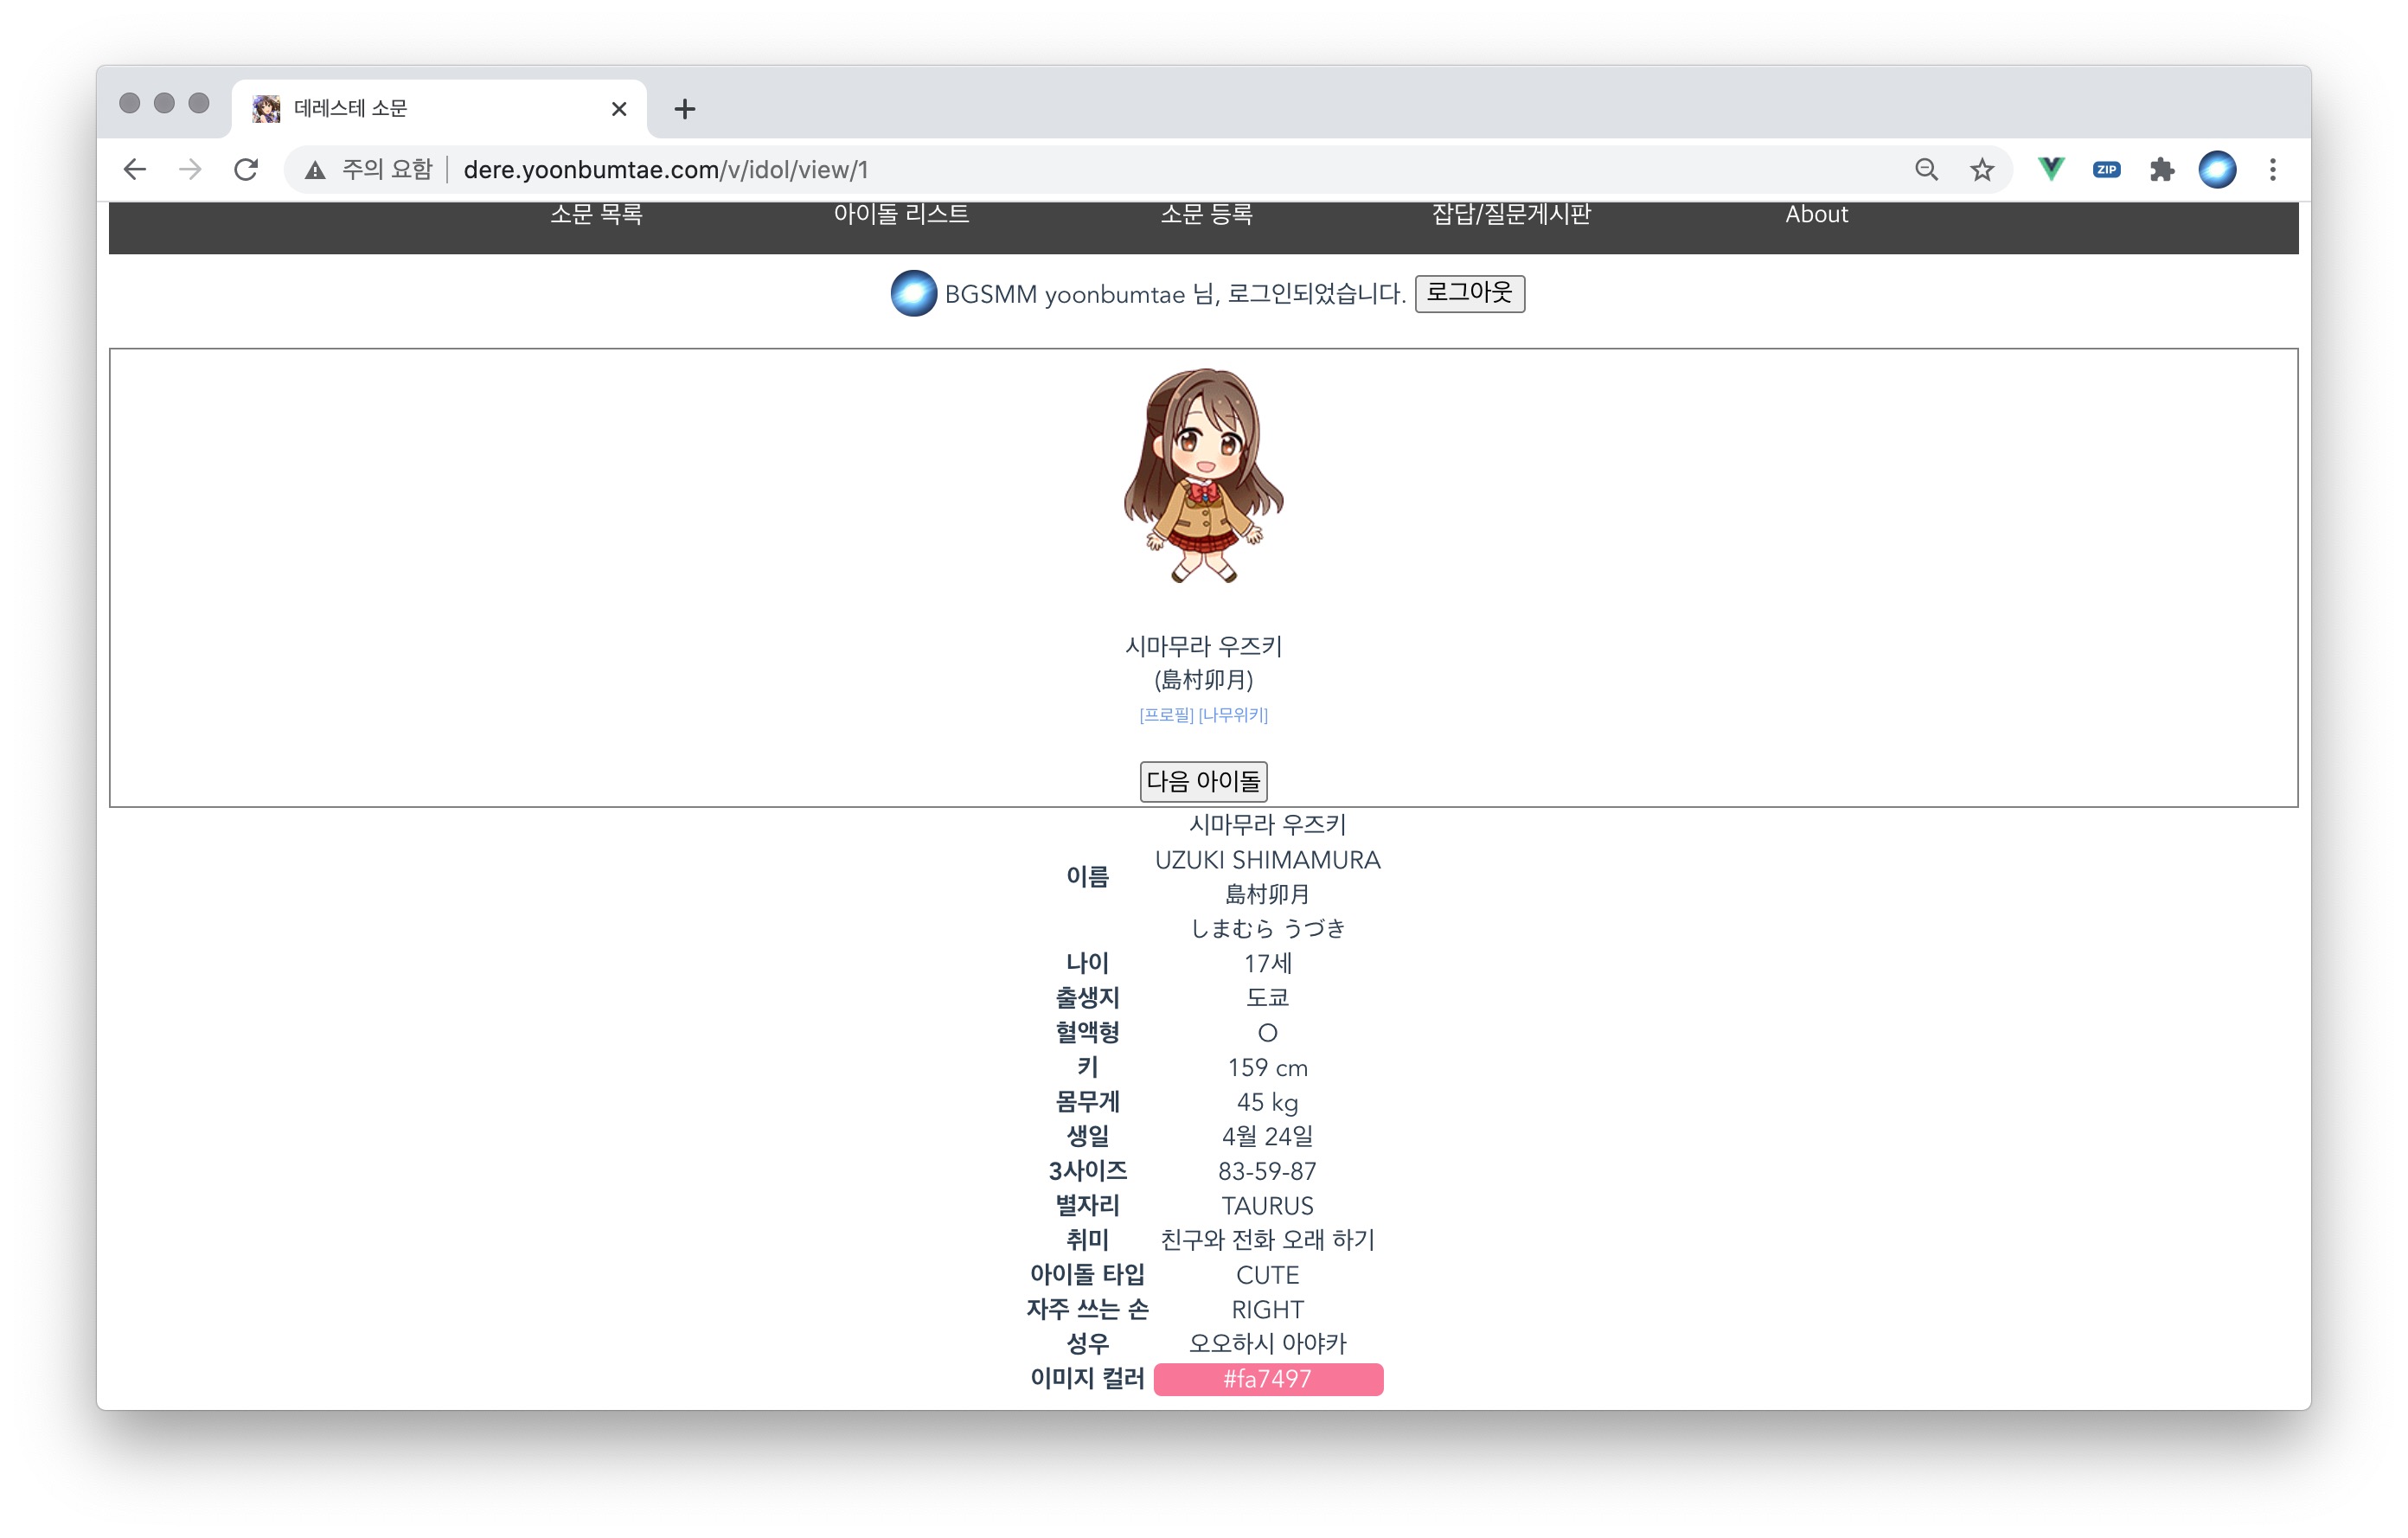 데레스테 소문
주의 요함 dere.yoonbumtae.com/v/idol/view/1
ZIP
소문 목록 아이돌 리스트 소문 등록 잡답/질문게시판 About
BGSMM yoonbumtae 님, 로그인되었습니다. 로그아웃
시마무라 우즈키
(島村卯月)
[프로필] [나무위키]
다음 아이돌
이름 시마무라 우즈키
UZUKI SHIMAMURA
島村卯月
しまむら うづき
나이 17세
출생지 도쿄
혈액형 O
키 159 cm
몸무게 45 kg
생일 4월 24일
3사이즈 83-59-87
별자리 TAURUS
취미 친구와 전화 오래 하기
아이돌 타입 CUTE
자주 쓰는 손 RIGHT
성우 오오하시 아야카
이미지 컬러 #fa7497